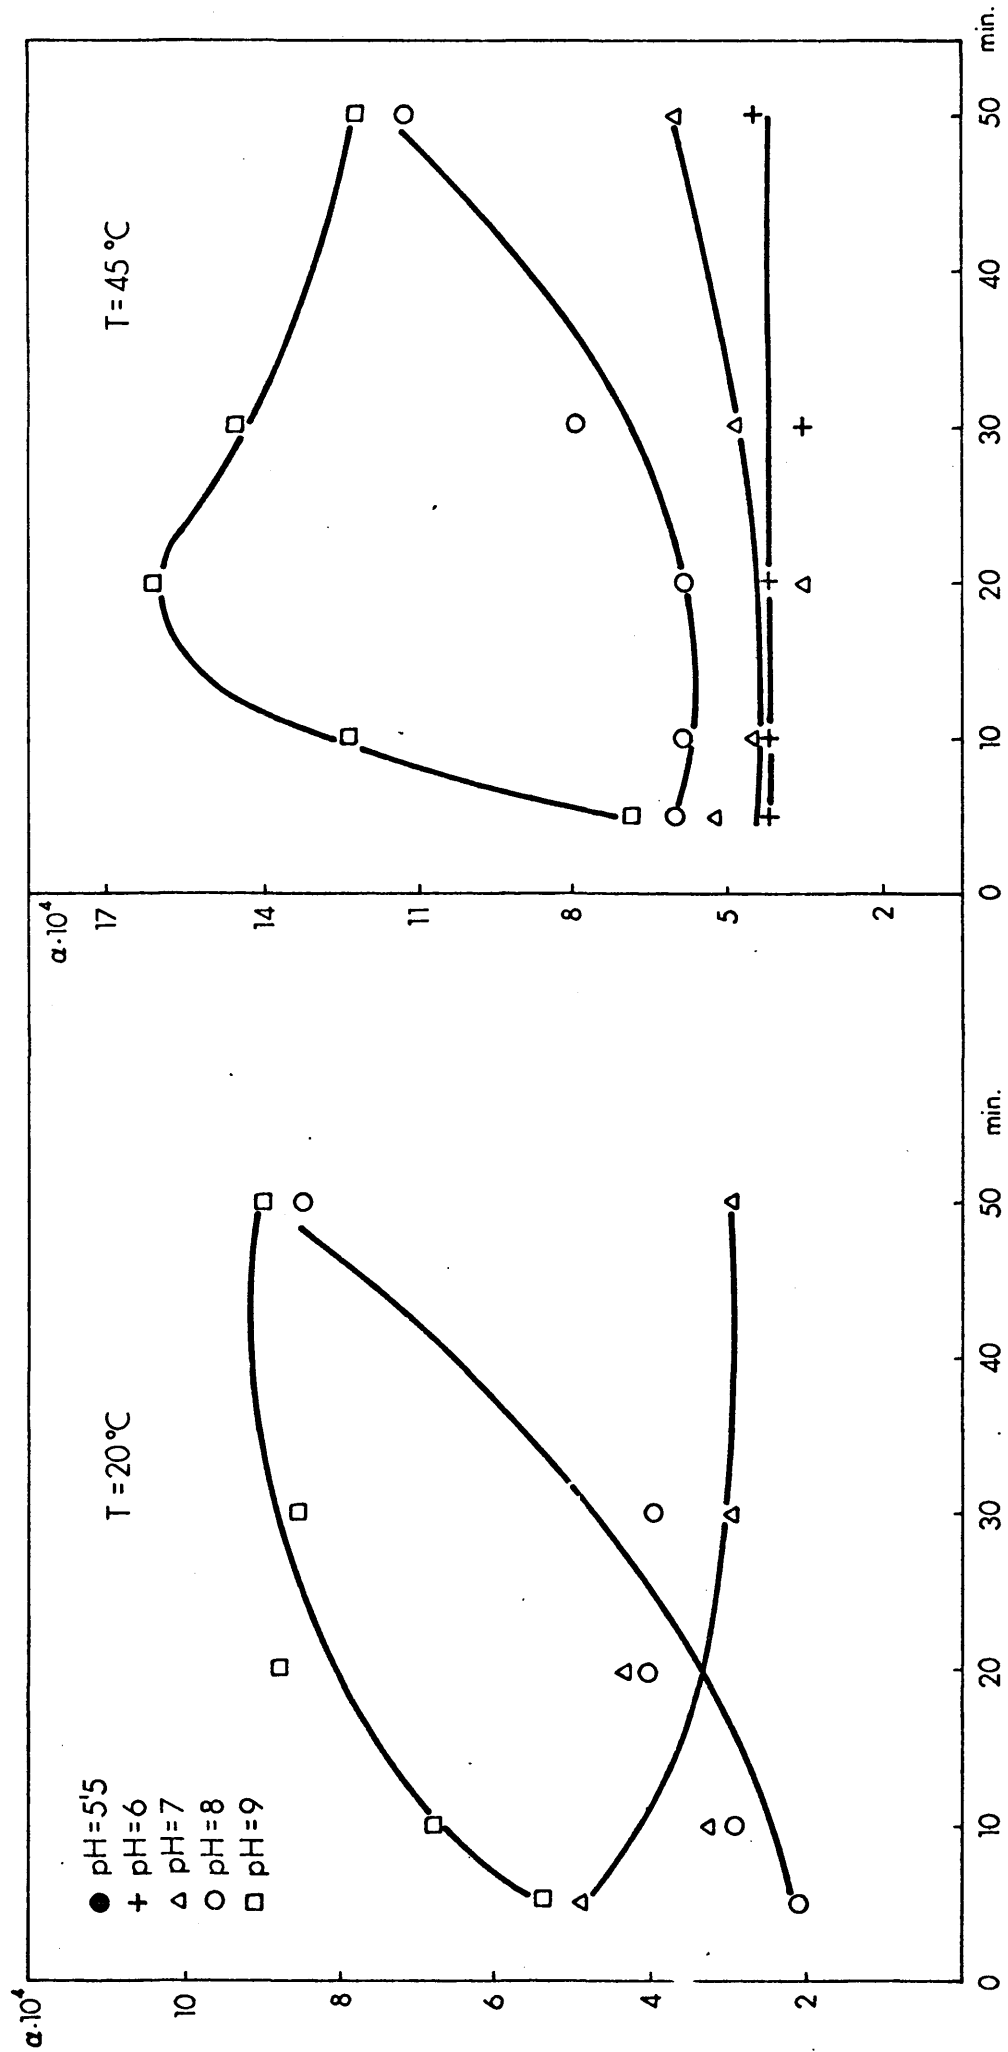 α·10⁴
10
8
6
4
2
0
10
20
30
40
50
min.
T = 20 °C
● pH = 5'5
+ pH = 6
△ pH = 7
○ pH = 8
□ pH = 9
α·10⁴
17
14
11
8
5
2
0
10
20
30
40
50
min.
T = 45 °C